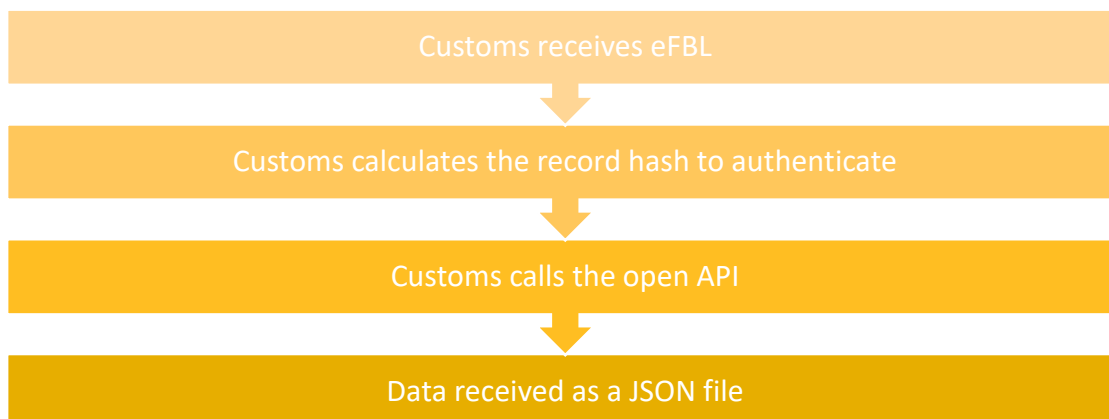 Customs receives eFBL
Customs calculates the record hash to authenticate
Customs calls the open API
Data received as a JSON file